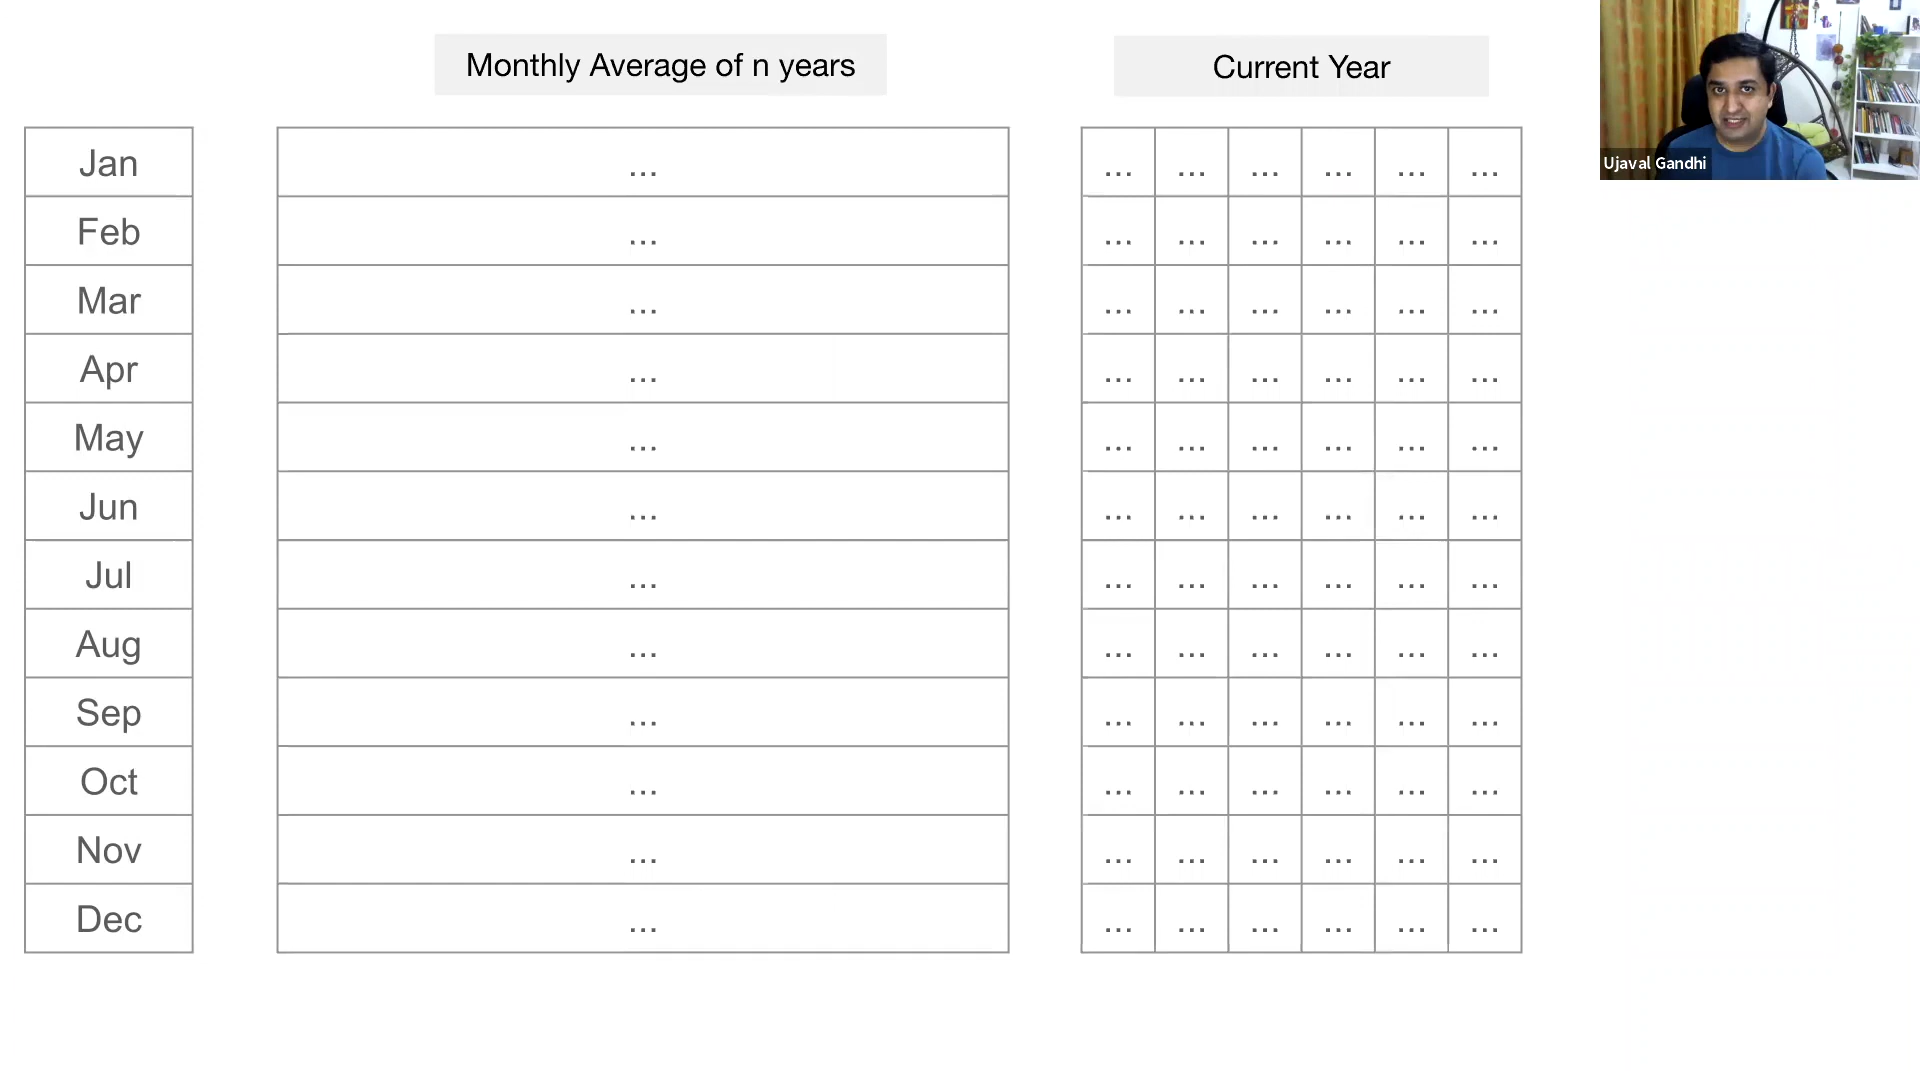 Monthly Average of n years
Current Year
Ujaval Gandhi
Jan ... ... ... ... ... ... ...
Feb ... ... ... ... ... ... ...
Mar ... ... ... ... ... ... ...
Apr ... ... ... ... ... ... ...
May ... ... ... ... ... ... ...
Jun ... ... ... ... ... ... ...
Jul ... ... ... ... ... ... ...
Aug ... ... ... ... ... ... ...
Sep ... ... ... ... ... ... ...
Oct ... ... ... ... ... ... ...
Nov ... ... ... ... ... ... ...
Dec ... ... ... ... ... ... ...